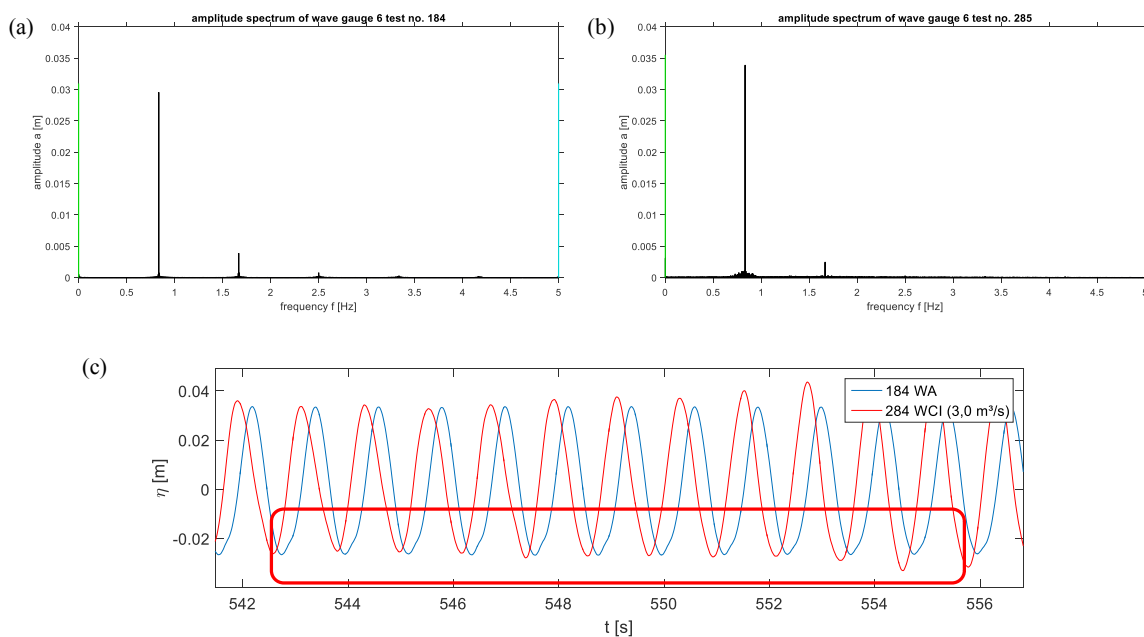 (a)
amplitude spectrum of wave gauge 6 test no. 184
0.04
0.035
0.03
0.025
0.02
0.015
0.01
0.005
0
amplitude a [m]
0 0.5 1 1.5 2 2.5 3 3.5 4 4.5 5
frequency f [Hz]
(b)
amplitude spectrum of wave gauge 6 test no. 285
0.04
0.035
0.03
0.025
0.02
0.015
0.01
0.005
0
amplitude a [m]
0 0.5 1 1.5 2 2.5 3 3.5 4 4.5 5
frequency f [Hz]
(c)
0.04
0.02
0
-0.02
η [m]
184 WA
284 WCI (3,0 m³/s)
542 544 546 548 550 552 554 556
t [s]